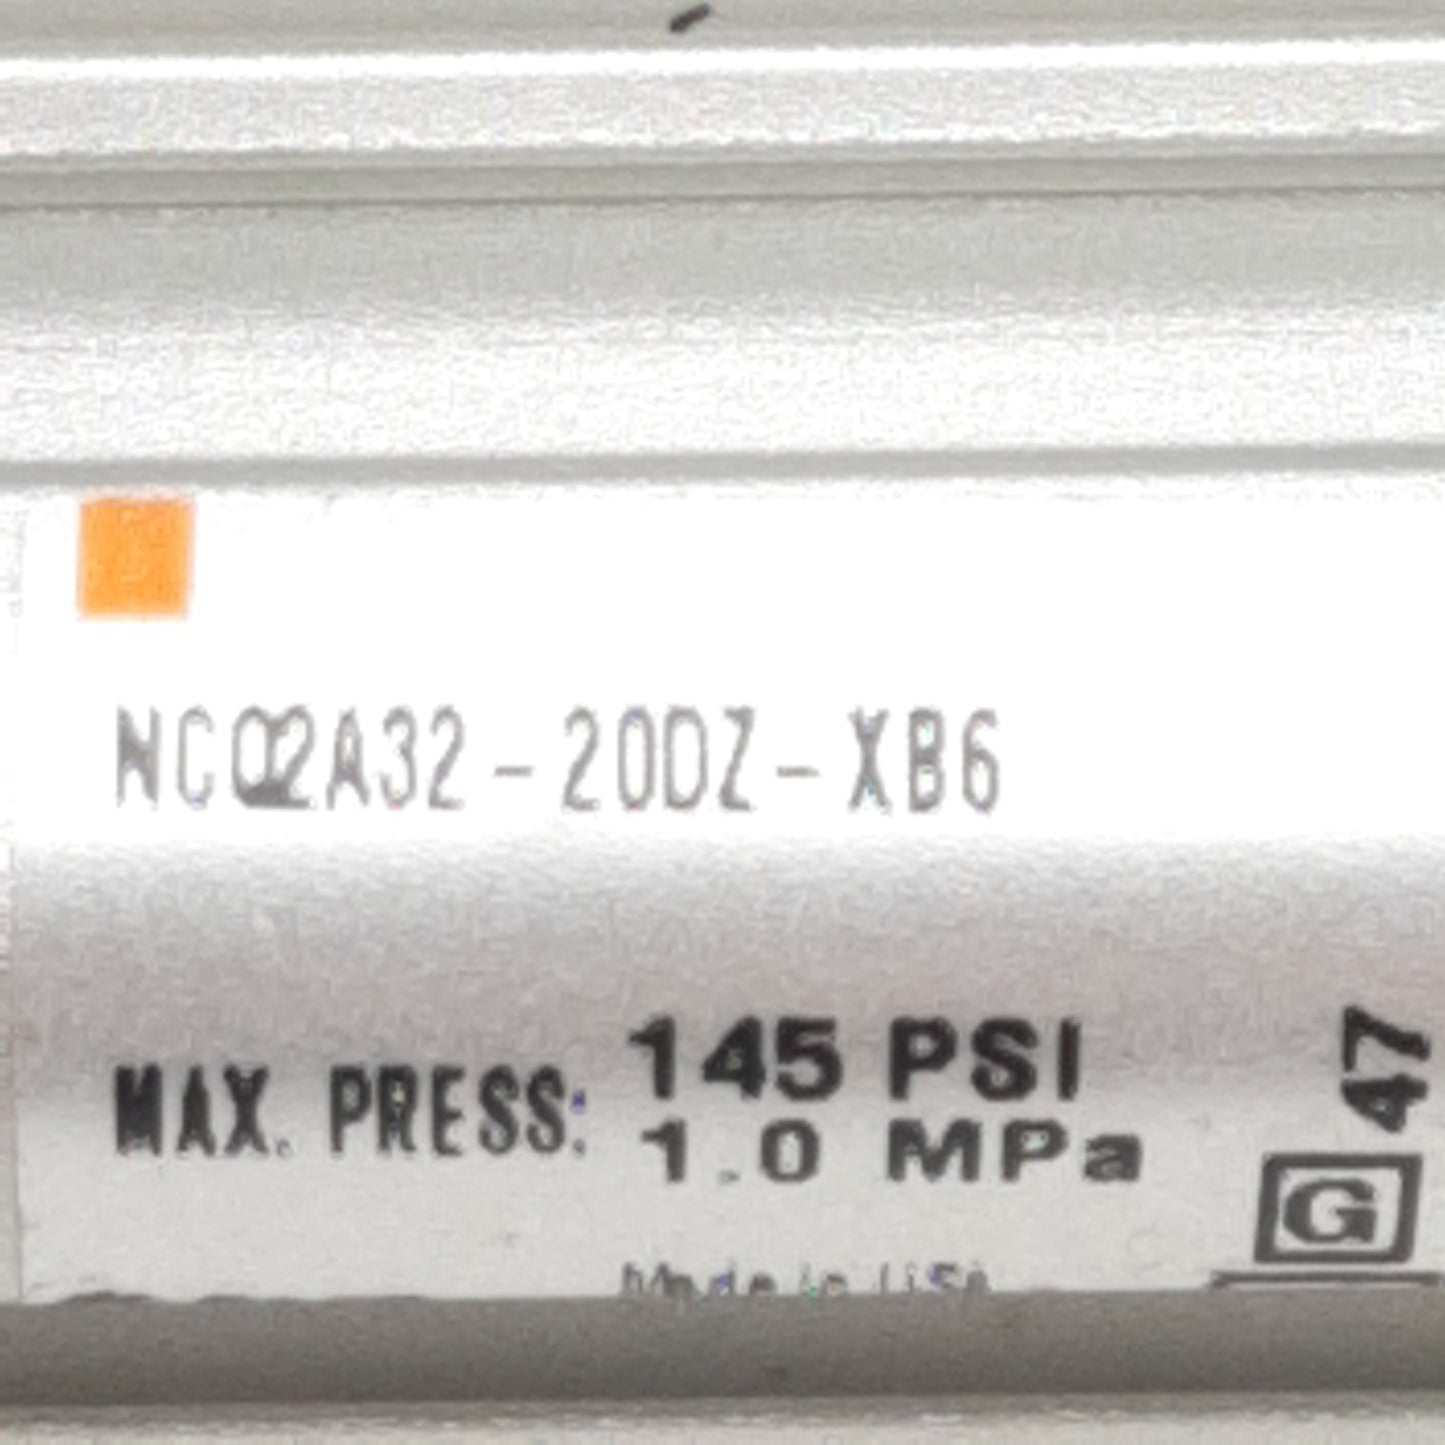 NCQ2A32-20DZ-XB6
MAX. PRESS: 145 PSI
1.0 MPa
47
G
Made in USA